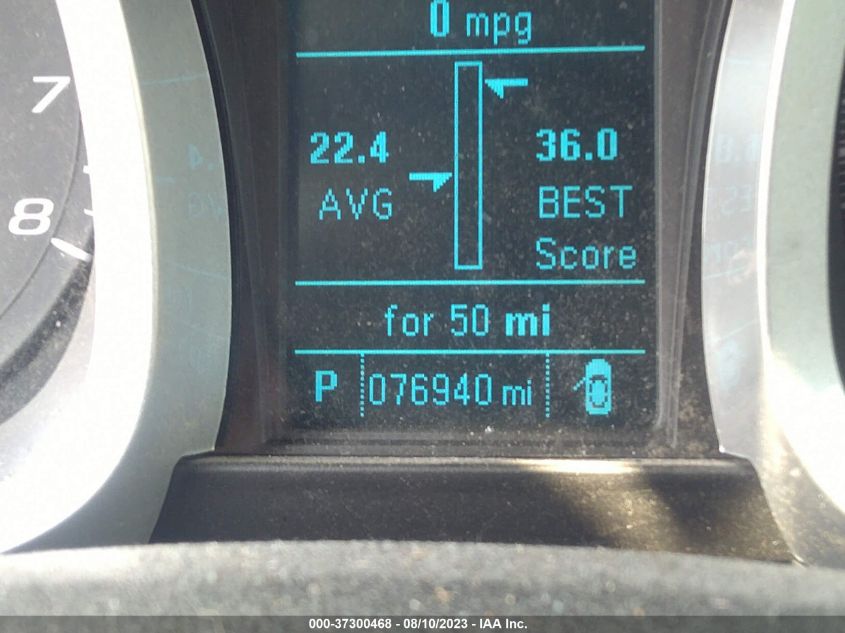 0 mpg
7
22.4
36.0
AVG
BEST
8
Score
for 50 mi
P 076940 mi
000-37300468 - 08/10/2023 - IAA Inc.